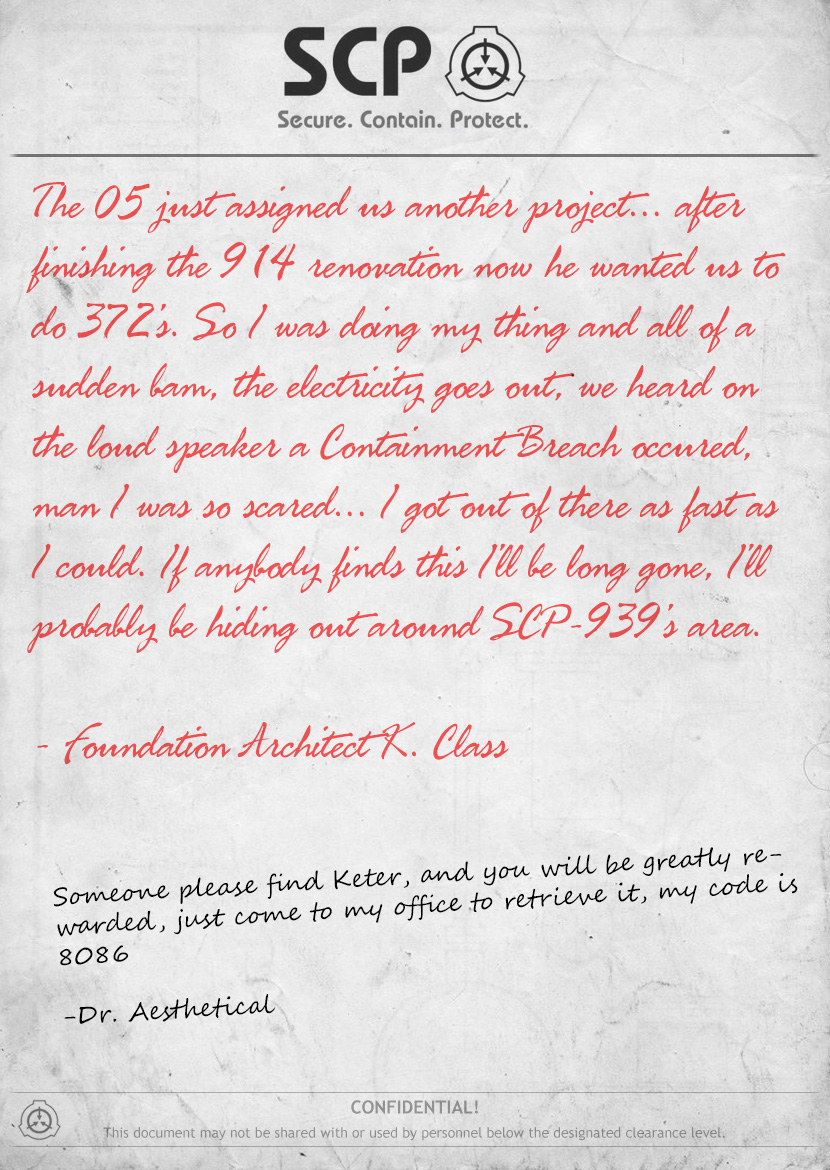 SCP
Secure. Contain. Protect.
The 05 just assigned us another project... after
finishing the 914 renovation now he wanted us to
do 372's. So I was doing my thing and all of a
sudden bam, the electricity goes out, we heard on
the loud speaker a Containment Breach occured,
man I was so scared... I got out of there as fast as
I could. If anybody finds this I'll be long gone, I'll
probably be hiding out around SCP-939's area.
- Foundation Architect K. Class
Someone please find Keter, and you will be greatly re-
warded, just come to my office to retrieve it, my code is
8086
-Dr. Aesthetical
CONFIDENTIAL!
This document may not be shared with or used by personnel below the designated clearance level.